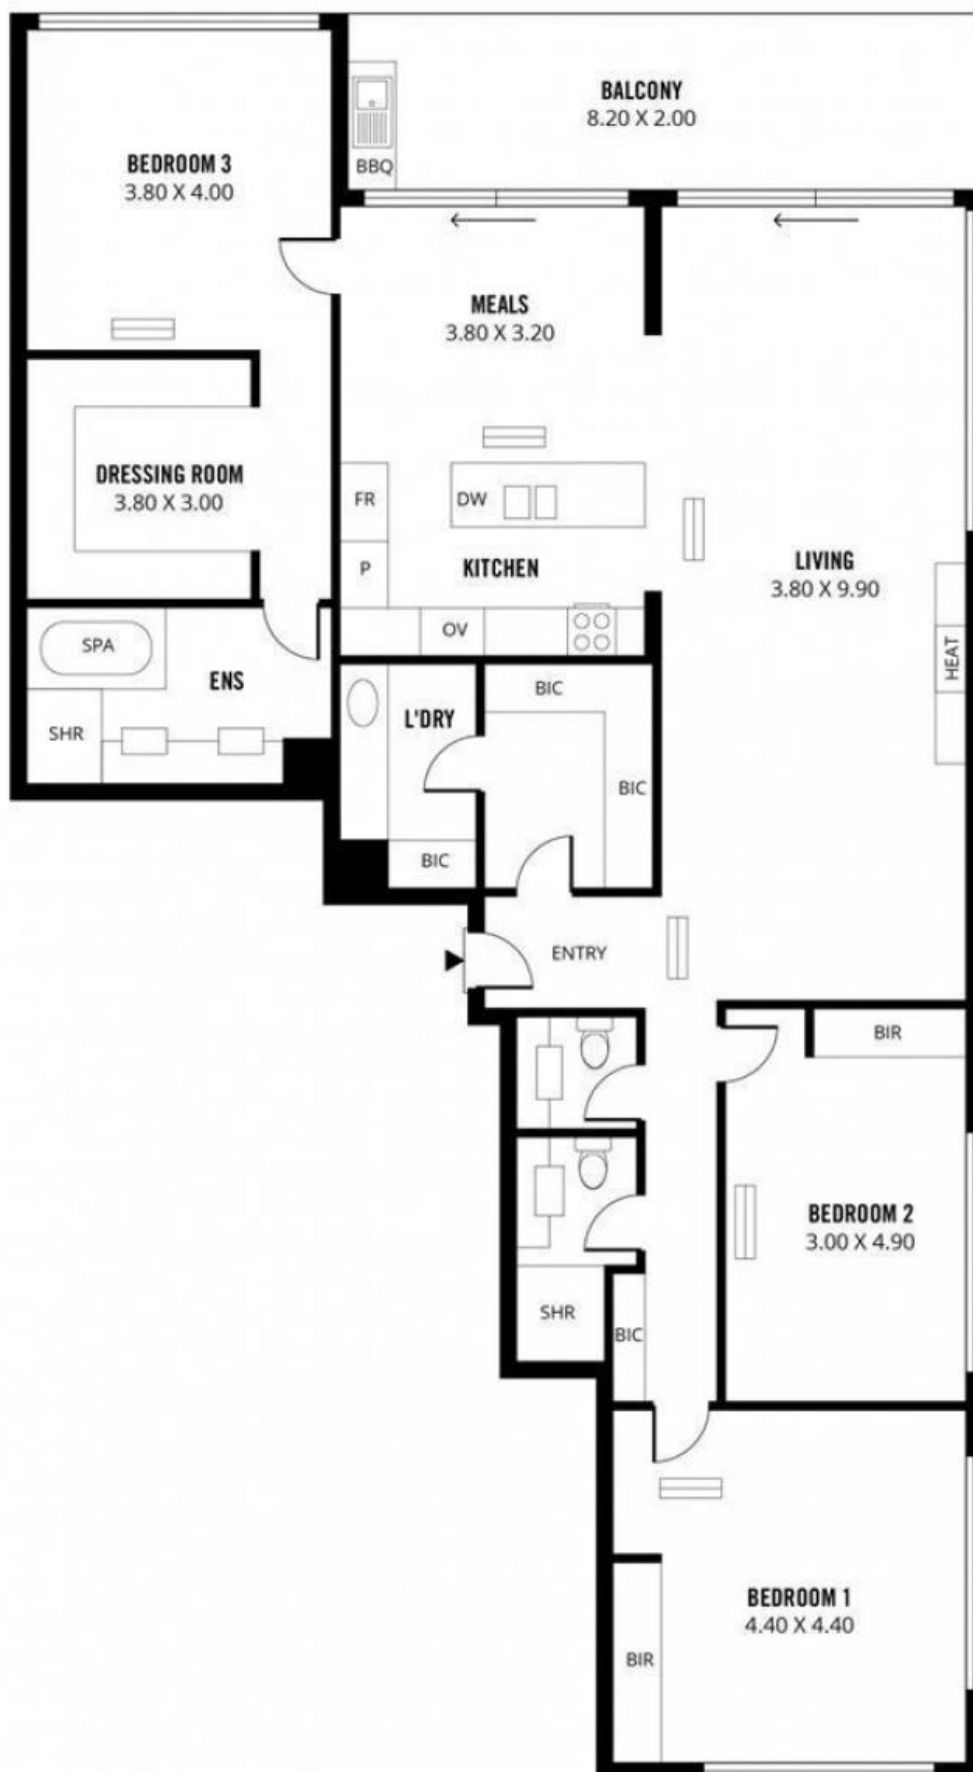 BALCONY
8.20 X 2.00
BBQ
BEDROOM 3
3.80 X 4.00
MEALS
3.80 X 3.20
DRESSING ROOM
3.80 X 3.00
FR
DW
P
KITCHEN
LIVING
3.80 X 9.90
OV
HEAT
SPA
ENS
SHR
L'DRY
BIC
BIC
BIC
ENTRY
BIR
BEDROOM 2
3.00 X 4.90
SHR
BIC
BEDROOM 1
4.40 X 4.40
BIR